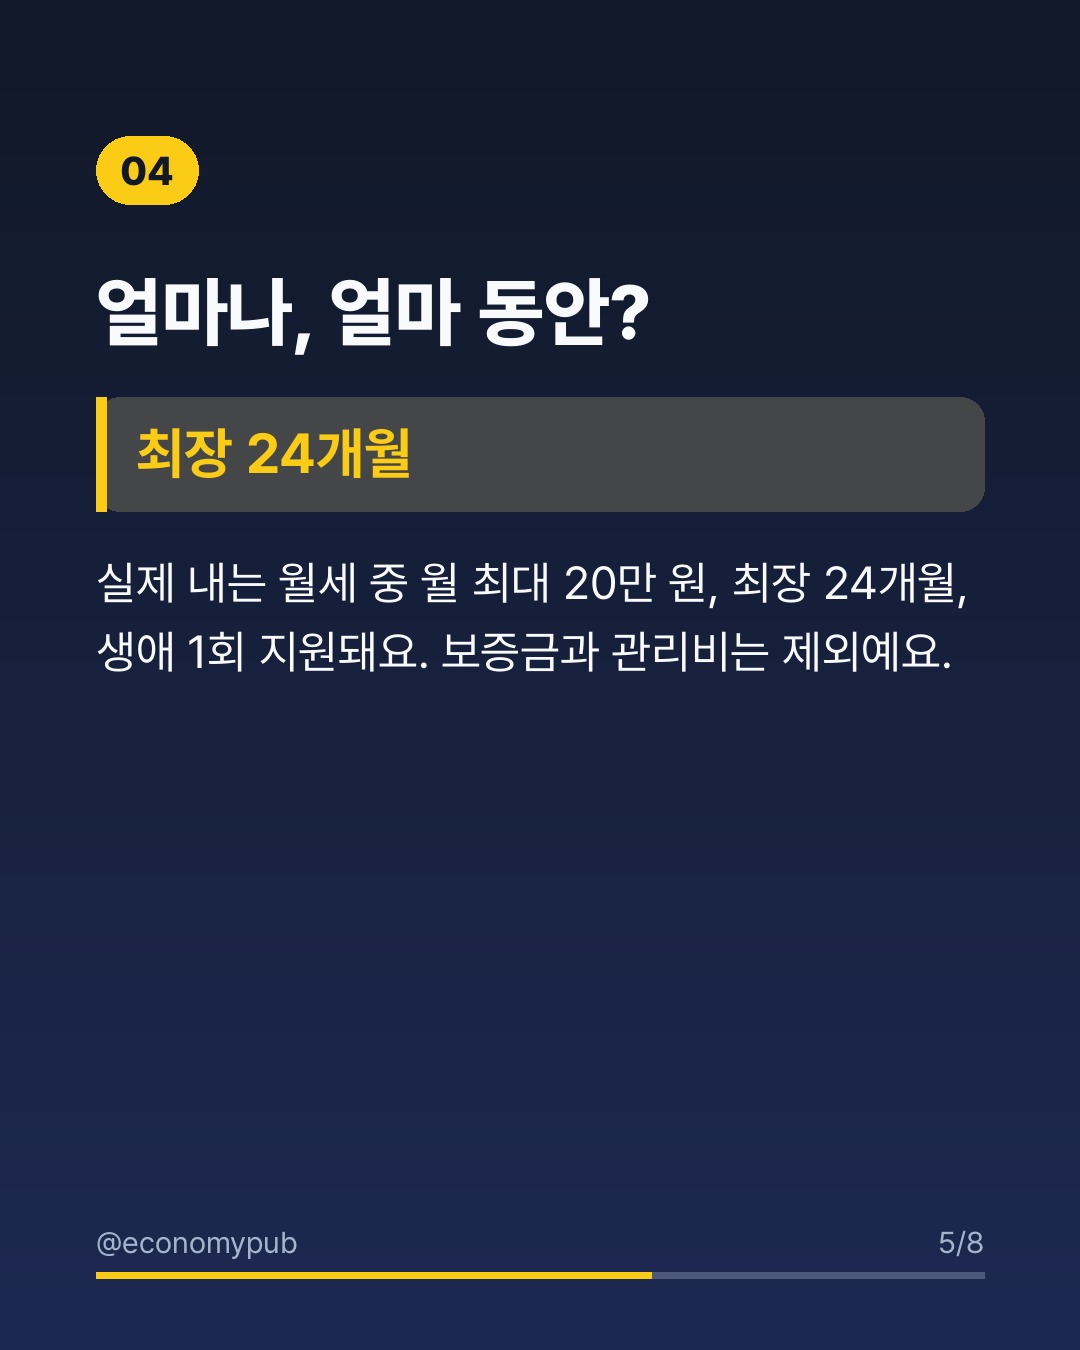 04
얼마나, 얼마 동안?
최장 24개월
실제 내는 월세 중 월 최대 20만 원, 최장 24개월,
생애 1회 지원돼요. 보증금과 관리비는 제외예요.
@economypub
5/8